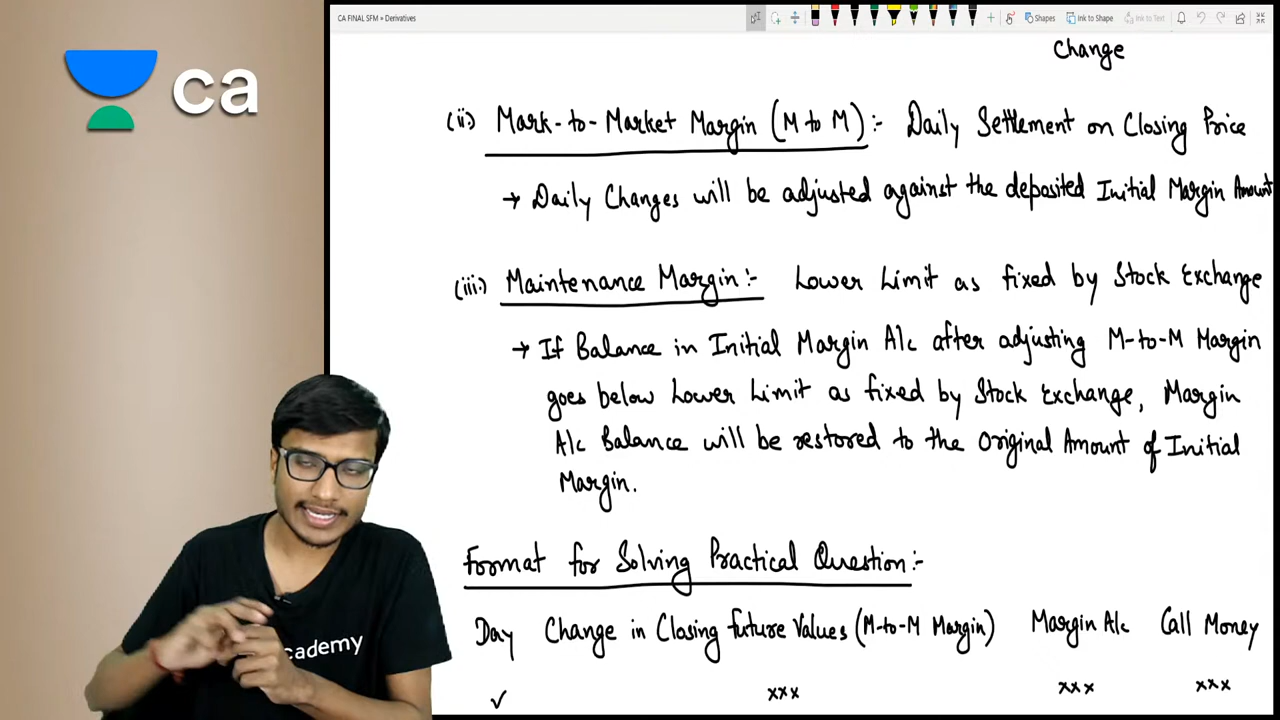 ca
CA FINAL SFM » Derivatives
Shapes
Ink to Shape
Ink to Text
Change
(ii) Mark-to-Market Margin (M to M) :- Daily Settlement on Closing Price
→ Daily Changes will be adjusted against the deposited Initial Margin Amount
(iii) Maintenance Margin :- Lower Limit as fixed by Stock Exchange
→ If Balance in Initial Margin A/c after adjusting M-to-M Margin
goes below Lower Limit as fixed by Stock Exchange, Margin
A/c Balance will be restored to the Original Amount of Initial
Margin.
Format for Solving Practical Question :-
Day Change in Closing future Values (M-to-M Margin) Margin A/c Call Money
✓ xxx xxx xxx
cademy